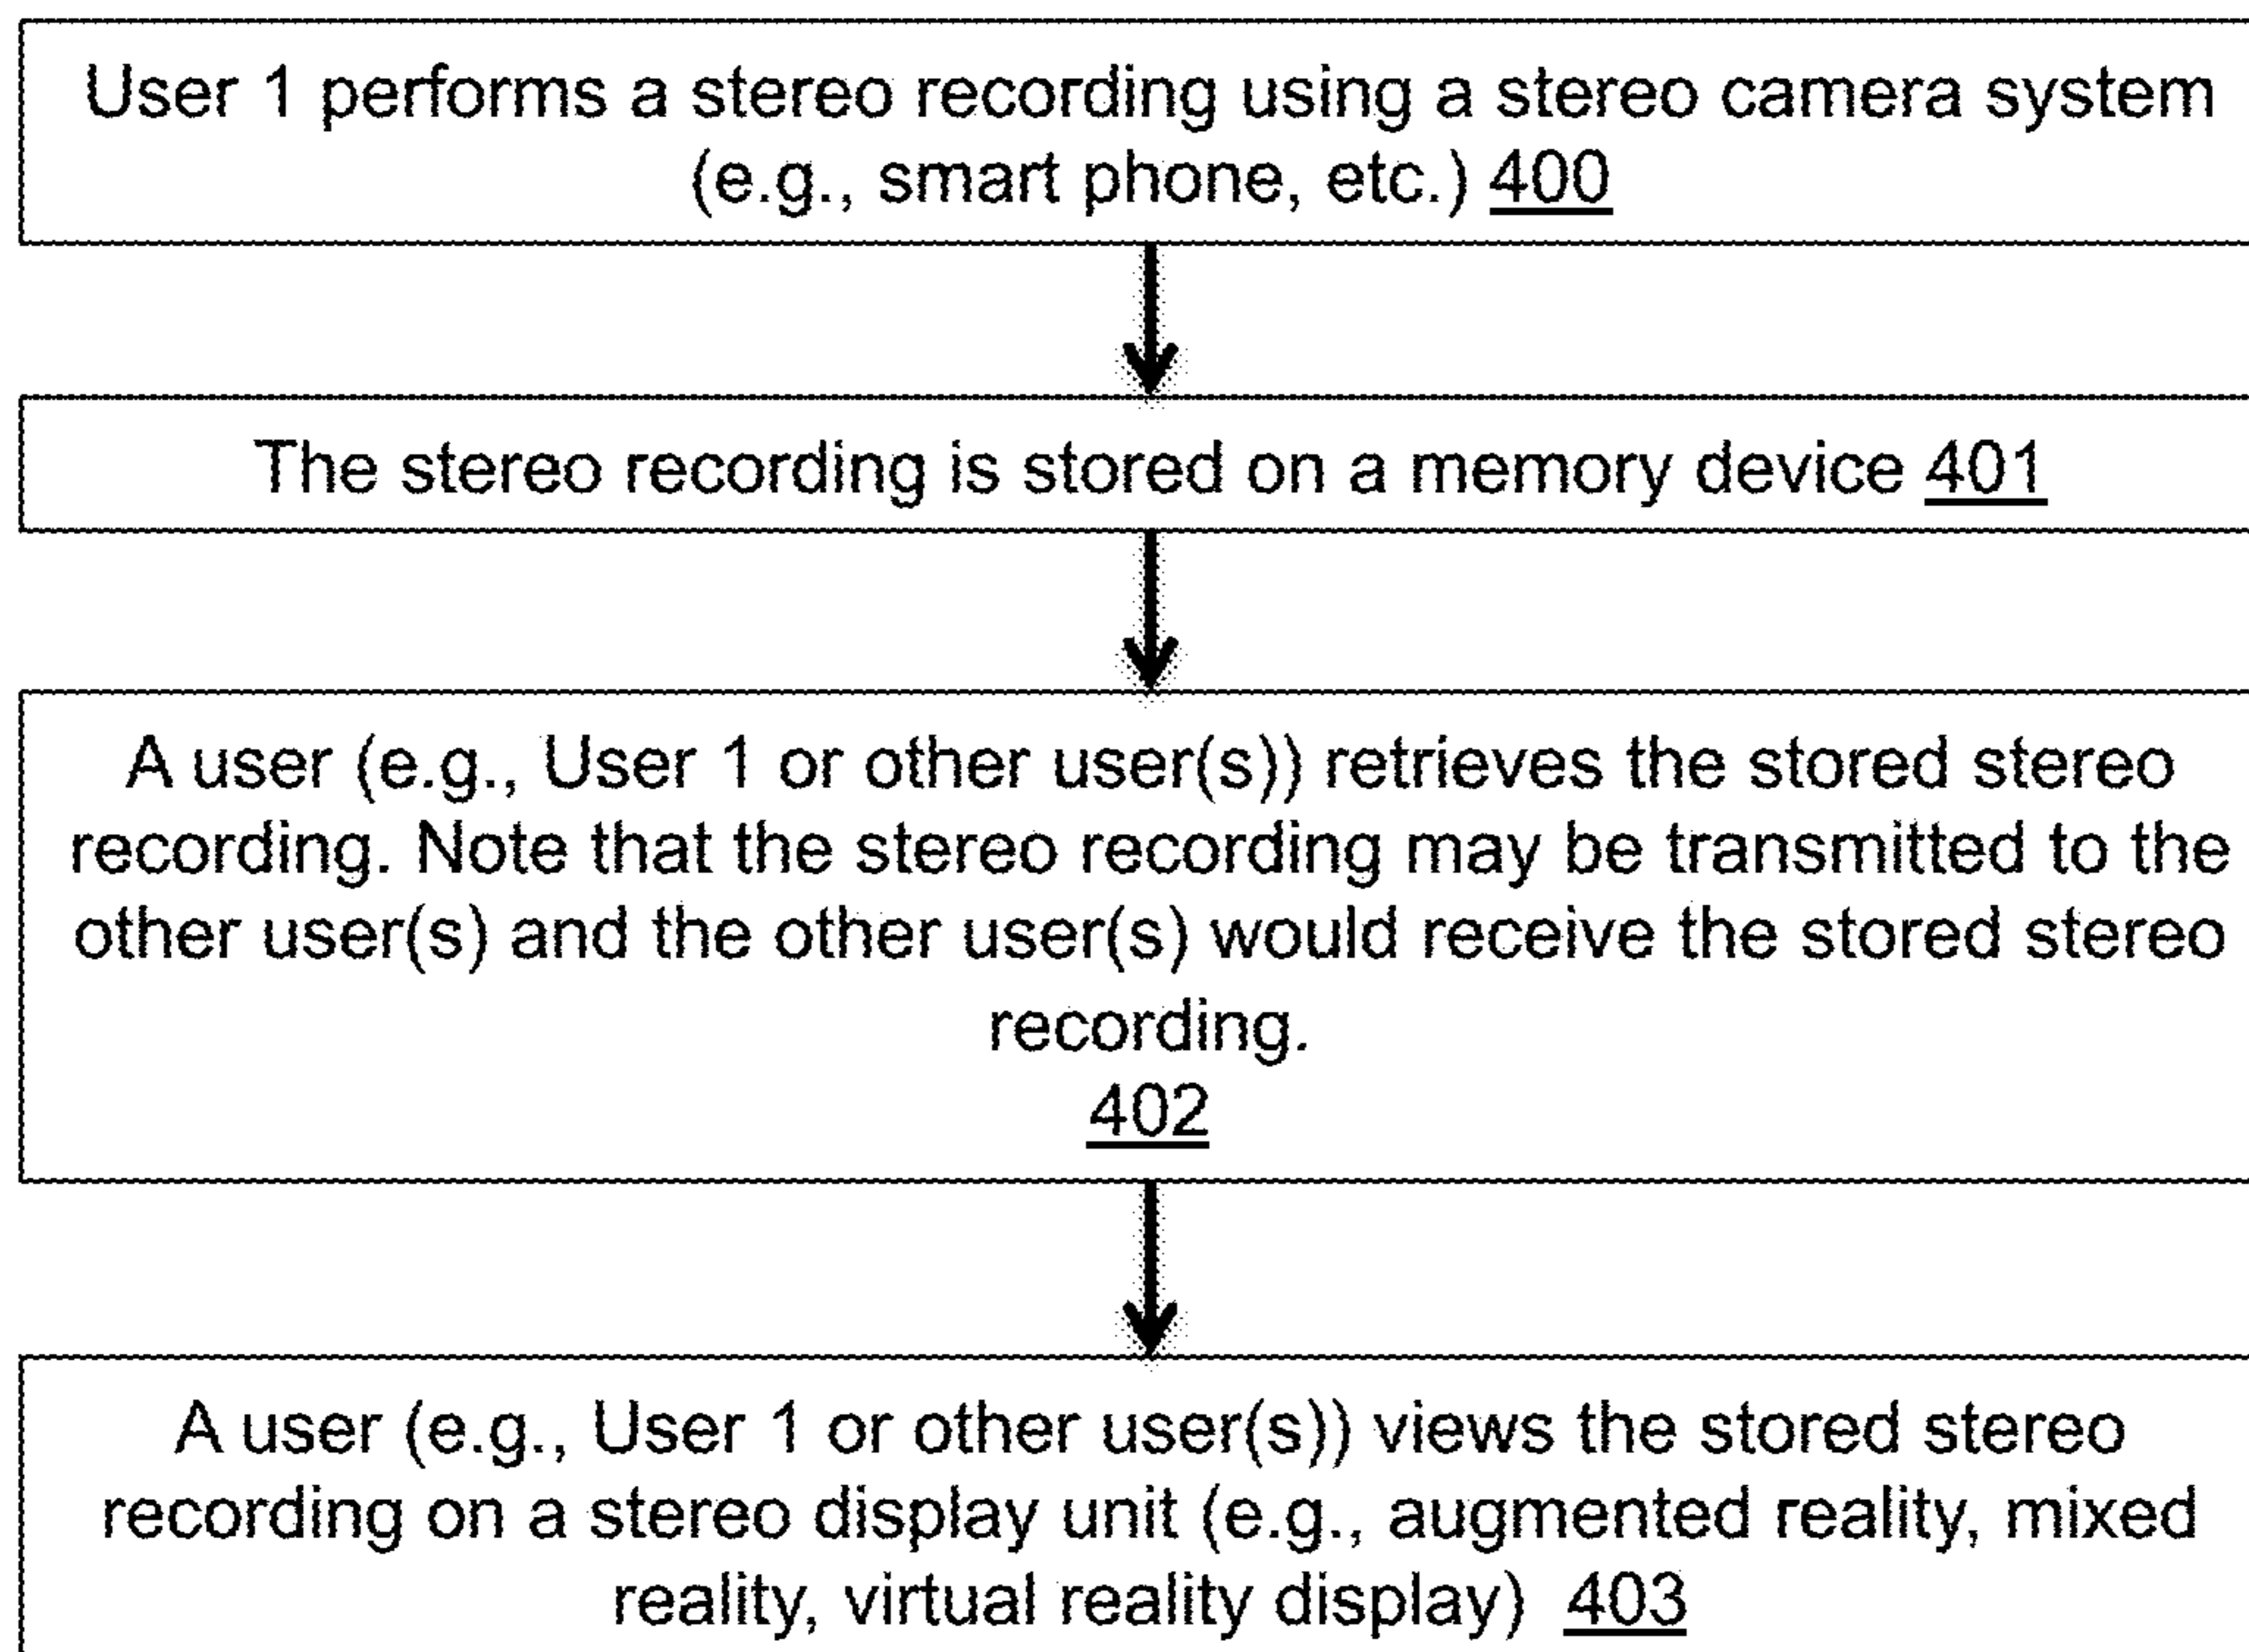 User 1 performs a stereo recording using a stereo camera system
(e.g., smart phone, etc.) 400
The stereo recording is stored on a memory device 401
A user (e.g., User 1 or other user(s)) retrieves the stored stereo
recording. Note that the stereo recording may be transmitted to the
other user(s) and the other user(s) would receive the stored stereo
recording.
402
A user (e.g., User 1 or other user(s)) views the stored stereo
recording on a stereo display unit (e.g., augmented reality, mixed
reality, virtual reality display) 403